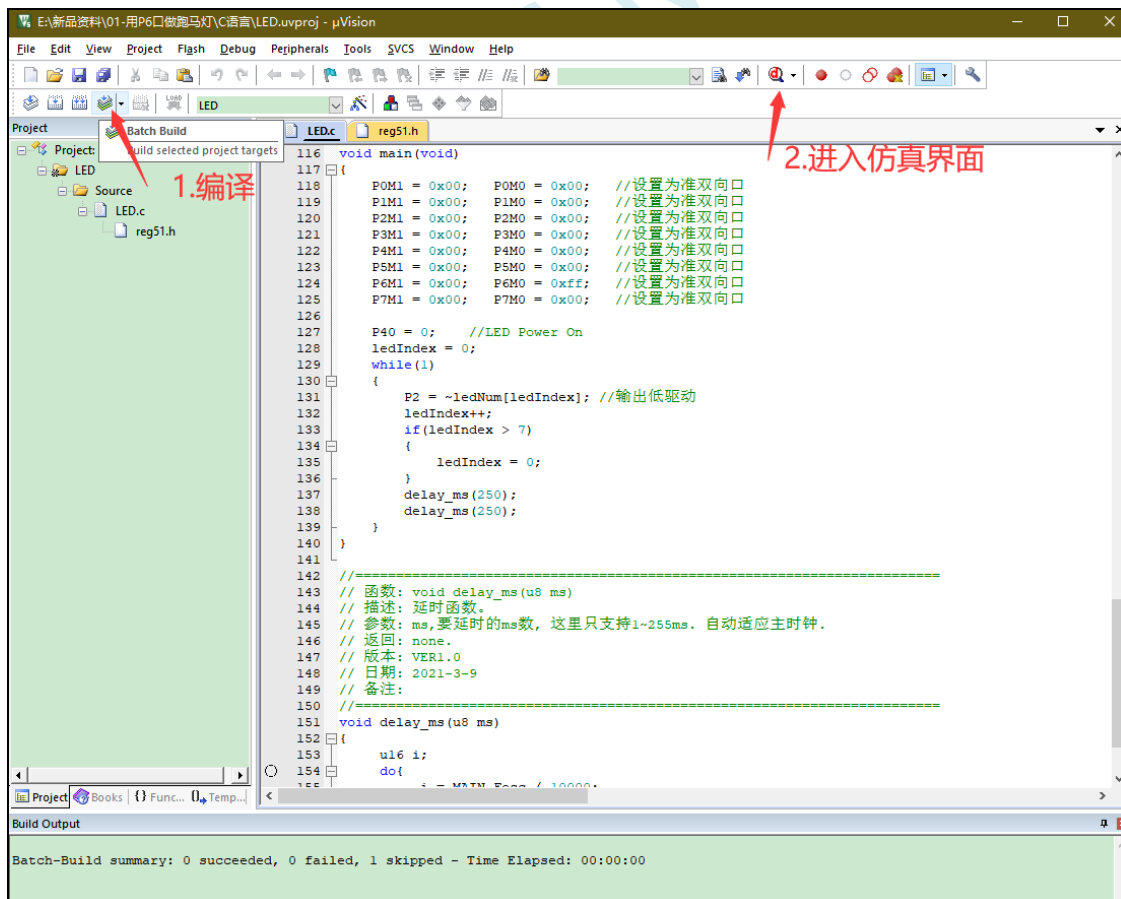 E:\新品资料\01-用P6口做跑马灯\C语言\LED.uvproj - µVision
File Edit View Project Flash Debug Peripherals Tools SVCS Window Help
LED
Project
Batch Build
Build selected project targets
LED.c reg51.h
Project:
LED
Source
LED.c
reg51.h
1.编译
2.进入仿真界面
116 void main(void)
117 {
118 P0M1 = 0x00; P0M0 = 0x00; //设置为准双向口
119 P1M1 = 0x00; P1M0 = 0x00; //设置为准双向口
120 P2M1 = 0x00; P2M0 = 0x00; //设置为准双向口
121 P3M1 = 0x00; P3M0 = 0x00; //设置为准双向口
122 P4M1 = 0x00; P4M0 = 0x00; //设置为准双向口
123 P5M1 = 0x00; P5M0 = 0x00; //设置为准双向口
124 P6M1 = 0x00; P6M0 = 0xff; //设置为准双向口
125 P7M1 = 0x00; P7M0 = 0x00; //设置为准双向口
126
127 P40 = 0; //LED Power On
128 ledIndex = 0;
129 while(1)
130 {
131 P2 = ~ledNum[ledIndex]; //输出低驱动
132 ledIndex++;
133 if(ledIndex > 7)
134 {
135 ledIndex = 0;
136 }
137 delay_ms(250);
138 delay_ms(250);
139 }
140 }
141
142 //========================================================================
143 // 函数: void delay_ms(u8 ms)
144 // 描述: 延时函数。
145 // 参数: ms,要延时的ms数, 这里只支持1~255ms. 自动适应主时钟.
146 // 返回: none.
147 // 版本: VER1.0
148 // 日期: 2021-3-9
149 // 备注:
150 //========================================================================
151 void delay_ms(u8 ms)
152 {
153 u16 i;
154 do{
155 i = MAIN_Fosc / 10000;
Project Books {} Func... Temp...
Build Output
Batch-Build summary: 0 succeeded, 0 failed, 1 skipped - Time Elapsed: 00:00:00